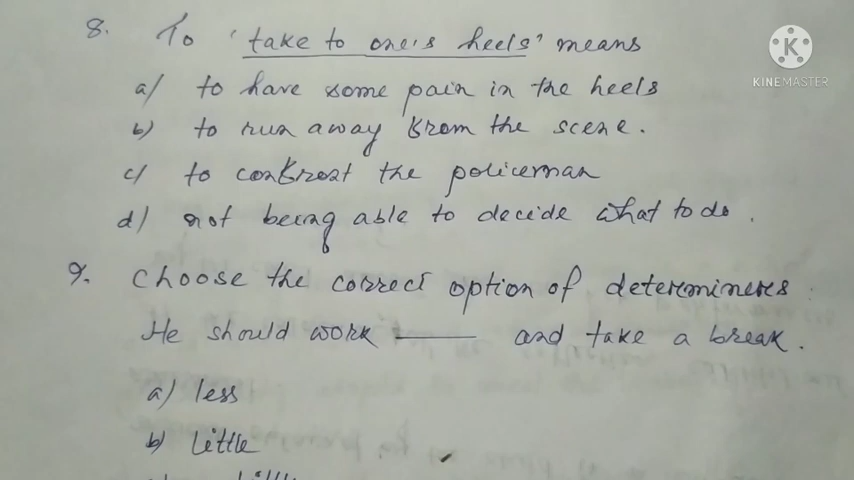 8. To 'take to one's heels' means
a) to have some pain in the heels
b) to run away from the scene.
c) to confront the policeman
d) not being able to decide what to do.
9. Choose the correct option of determiners
He should work ——— and take a break.
a) less
b) little
K
KINEMASTER